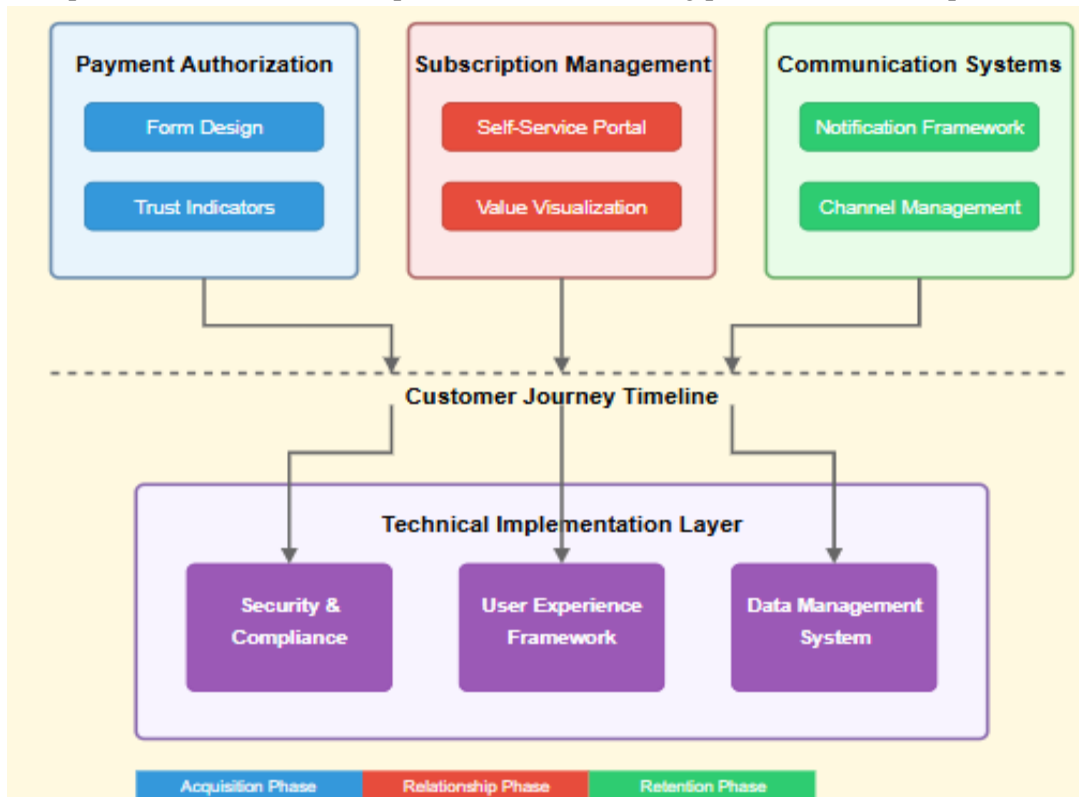 Payment Authorization
Subscription Management
Communication Systems
Form Design
Self-Service Portal
Notification Framework
Trust Indicators
Value Visualization
Channel Management
Customer Journey Timeline
Technical Implementation Layer
Security &
Compliance
User Experience
Framework
Data Management
System
Acquisition Phase
Relationship Phase
Retention Phase